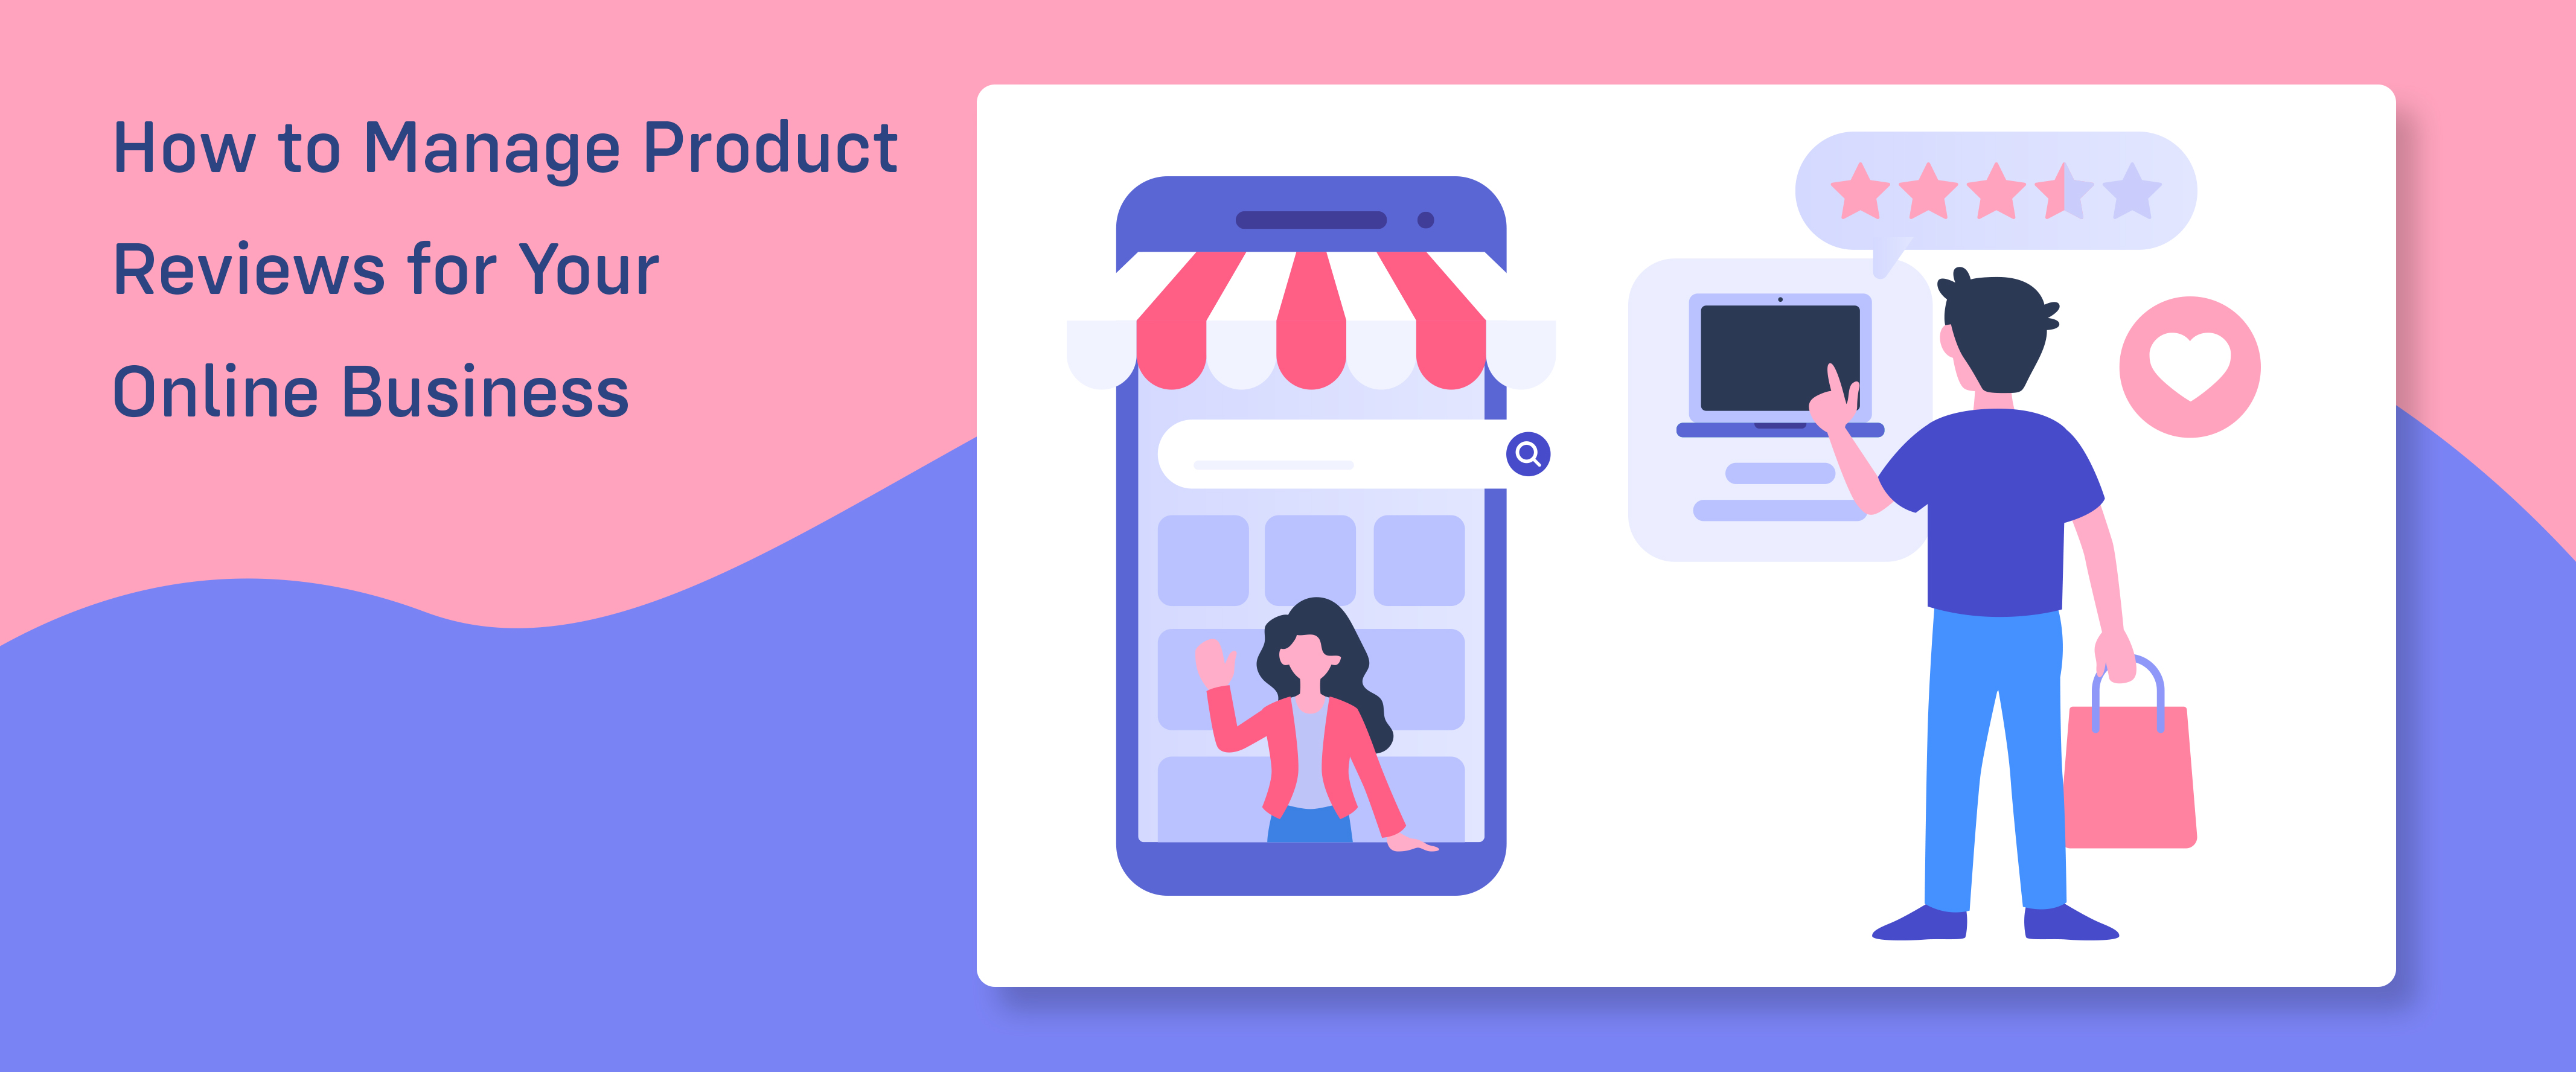 How to Manage Product
Reviews for Your
Online Business